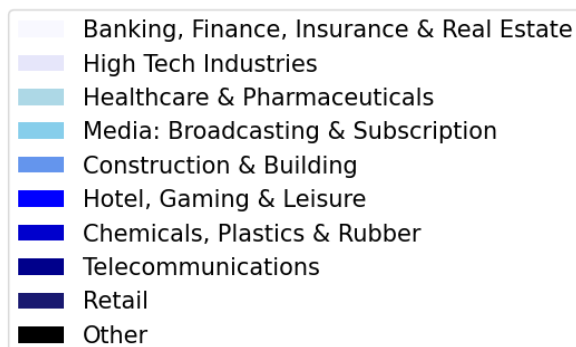 Banking, Finance, Insurance & Real Estate
High Tech Industries
Healthcare & Pharmaceuticals
Media: Broadcasting & Subscription
Construction & Building
Hotel, Gaming & Leisure
Chemicals, Plastics & Rubber
Telecommunications
Retail
Other